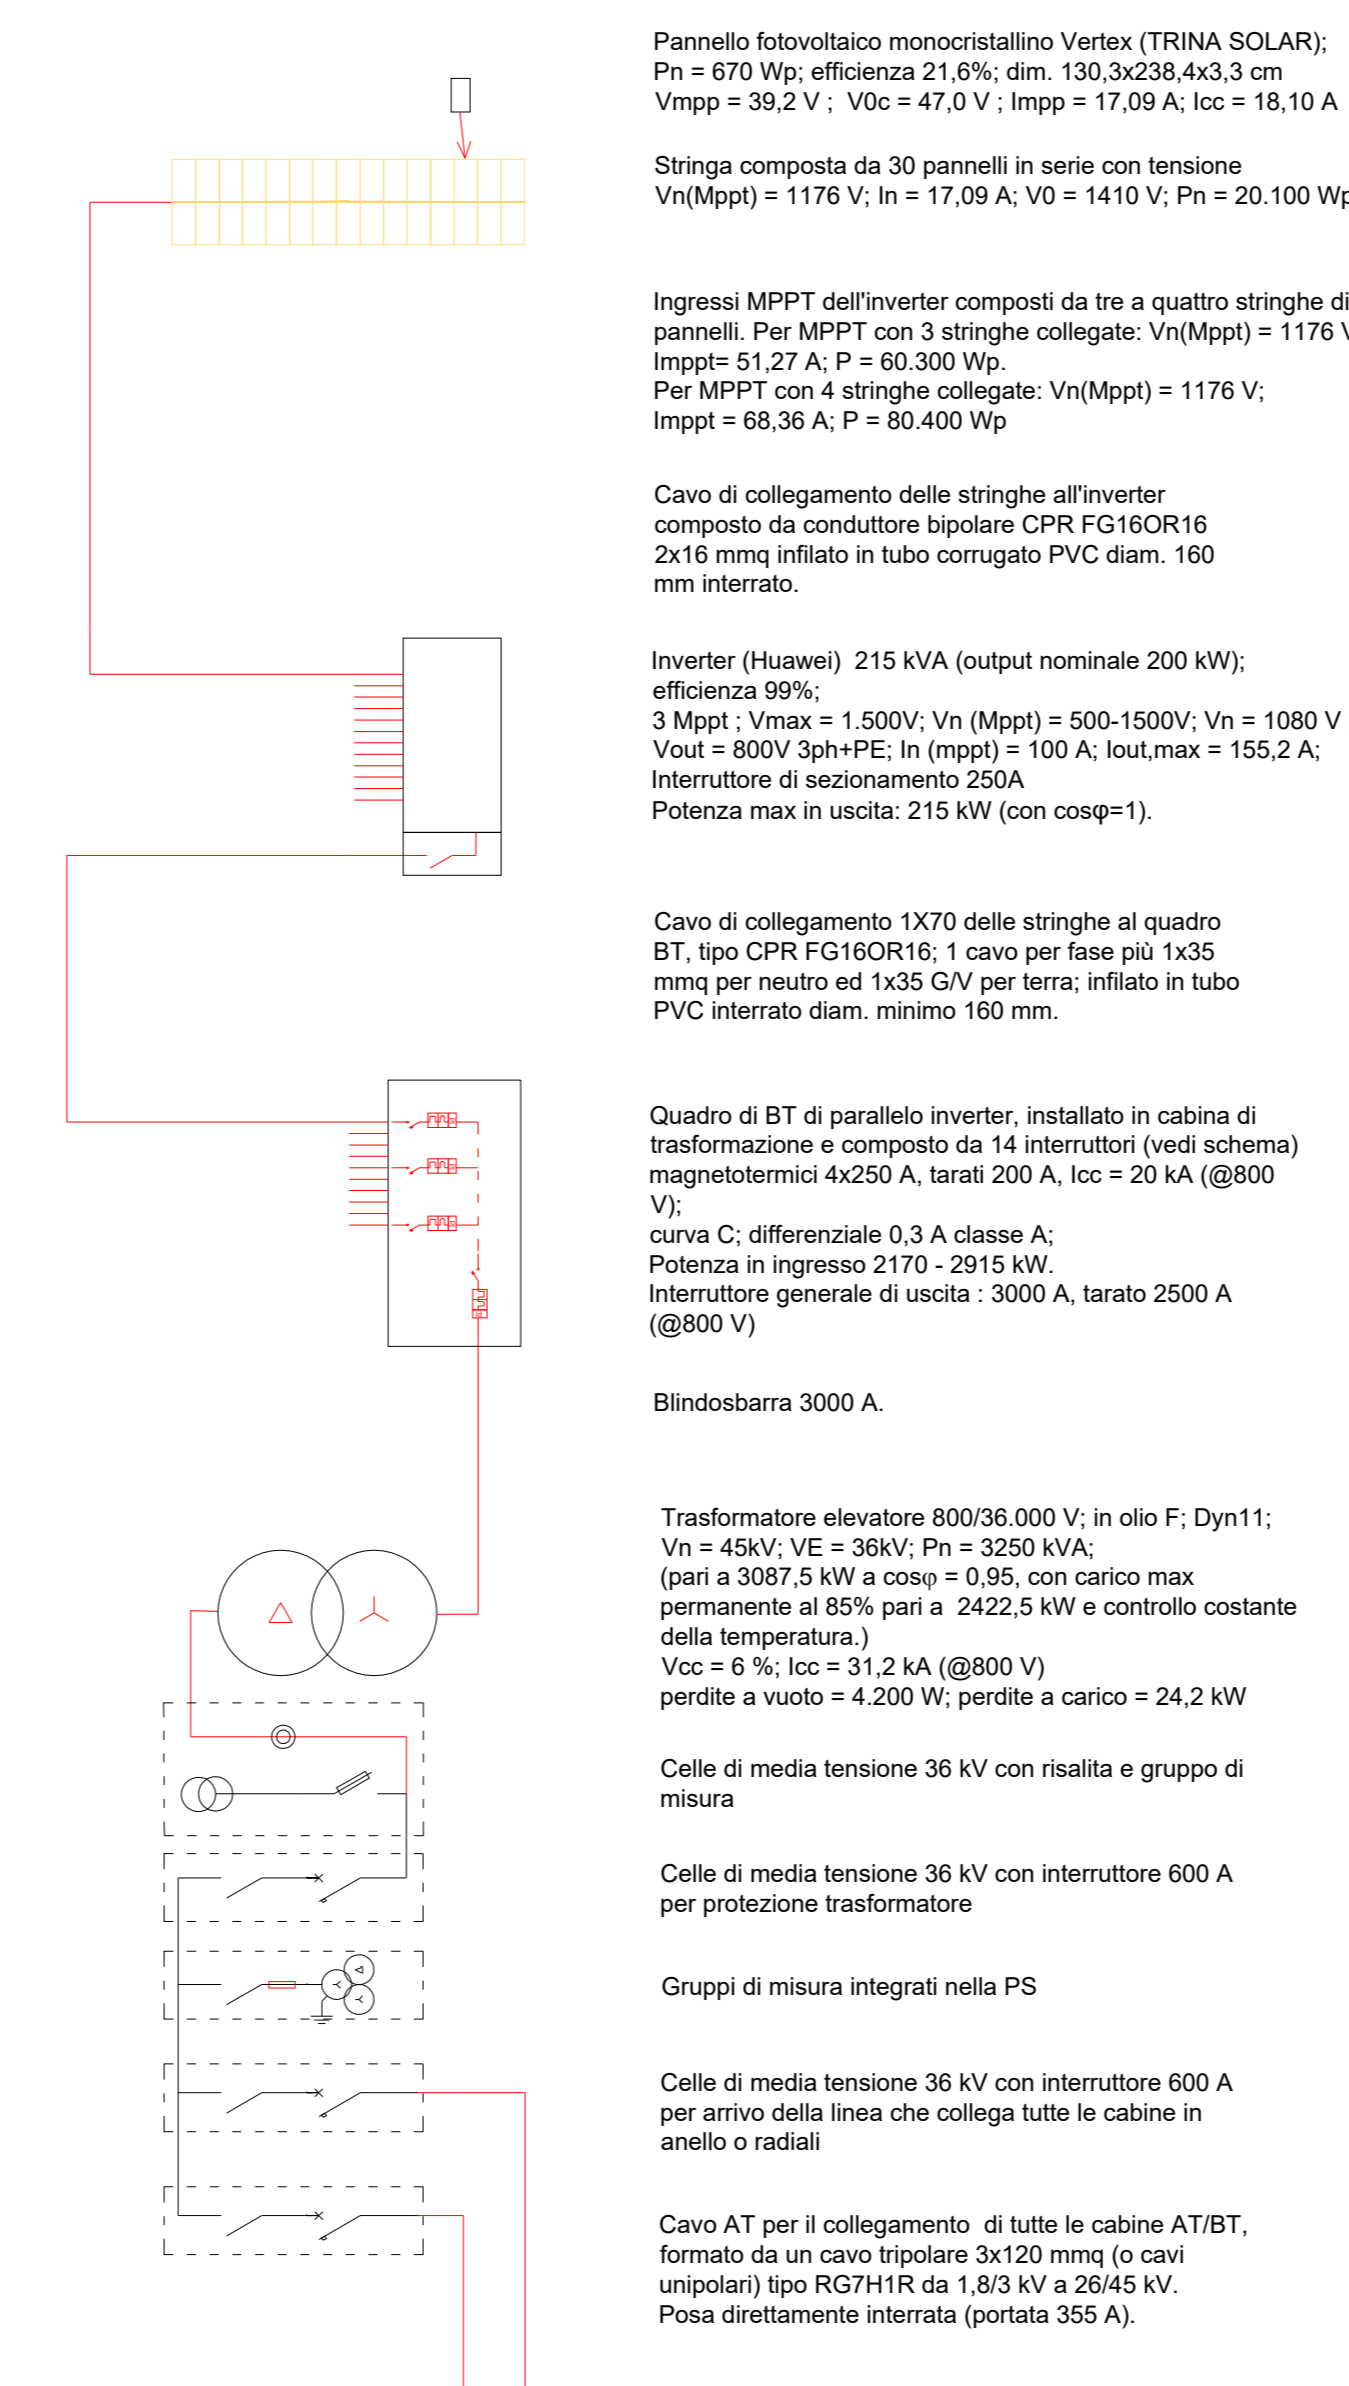 Pannello fotovoltaico monocristallino Vertex (TRINA SOLAR);
Pn = 670 Wp; efficienza 21,6%; dim. 130,3x238,4x3,3 cm
Vmpp = 39,2 V ; V0c = 47,0 V ; Impp = 17,09 A; Icc = 18,10 A
Stringa composta da 30 pannelli in serie con tensione
Vn(Mppt) = 1176 V; In = 17,09 A; V0 = 1410 V; Pn = 20.100 Wp
Ingressi MPPT dell'inverter composti da tre a quattro stringhe di
pannelli. Per MPPT con 3 stringhe collegate: Vn(Mppt) = 1176 V
Imppt= 51,27 A; P = 60.300 Wp.
Per MPPT con 4 stringhe collegate: Vn(Mppt) = 1176 V;
Imppt = 68,36 A; P = 80.400 Wp
Cavo di collegamento delle stringhe all'inverter
composto da conduttore bipolare CPR FG16OR16
2x16 mmq infilato in tubo corrugato PVC diam. 160
mm interrato.
Inverter (Huawei) 215 kVA (output nominale 200 kW);
efficienza 99%;
3 Mppt ; Vmax = 1.500V; Vn (Mppt) = 500-1500V; Vn = 1080 V
Vout = 800V 3ph+PE; In (mppt) = 100 A; Iout,max = 155,2 A;
Interruttore di sezionamento 250A
Potenza max in uscita: 215 kW (con cosφ=1).
Cavo di collegamento 1X70 delle stringhe al quadro
BT, tipo CPR FG16OR16; 1 cavo per fase più 1x35
mmq per neutro ed 1x35 G/V per terra; infilato in tubo
PVC interrato diam. minimo 160 mm.
Quadro di BT di parallelo inverter, installato in cabina di
trasformazione e composto da 14 interruttori (vedi schema)
magnetotermici 4x250 A, tarati 200 A, Icc = 20 kA (@800
V);
curva C; differenziale 0,3 A classe A;
Potenza in ingresso 2170 - 2915 kW.
Interruttore generale di uscita : 3000 A, tarato 2500 A
(@800 V)
Blindosbarra 3000 A.
Trasformatore elevatore 800/36.000 V; in olio F; Dyn11;
Vn = 45kV; VE = 36kV; Pn = 3250 kVA;
(pari a 3087,5 kW a cosφ = 0,95, con carico max
permanente al 85% pari a 2422,5 kW e controllo costante
della temperatura.)
Vcc = 6 %; Icc = 31,2 kA (@800 V)
perdite a vuoto = 4.200 W; perdite a carico = 24,2 kW
Celle di media tensione 36 kV con risalita e gruppo di
misura
Celle di media tensione 36 kV con interruttore 600 A
per protezione trasformatore
Gruppi di misura integrati nella PS
Celle di media tensione 36 kV con interruttore 600 A
per arrivo della linea che collega tutte le cabine in
anello o radiali
Cavo AT per il collegamento di tutte le cabine AT/BT,
formato da un cavo tripolare 3x120 mmq (o cavi
unipolari) tipo RG7H1R da 1,8/3 kV a 26/45 kV.
Posa direttamente interrata (portata 355 A).